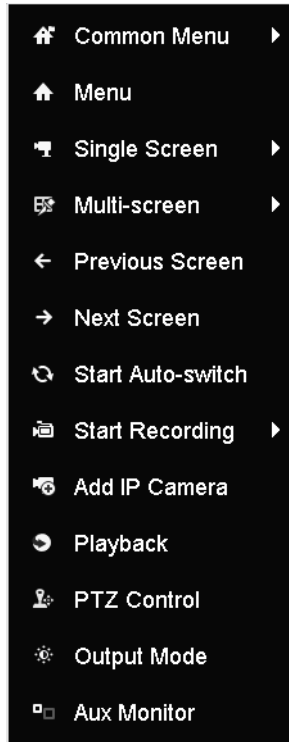 Common Menu
Menu
Single Screen
Multi-screen
Previous Screen
Next Screen
Start Auto-switch
Start Recording
Add IP Camera
Playback
PTZ Control
Output Mode
Aux Monitor